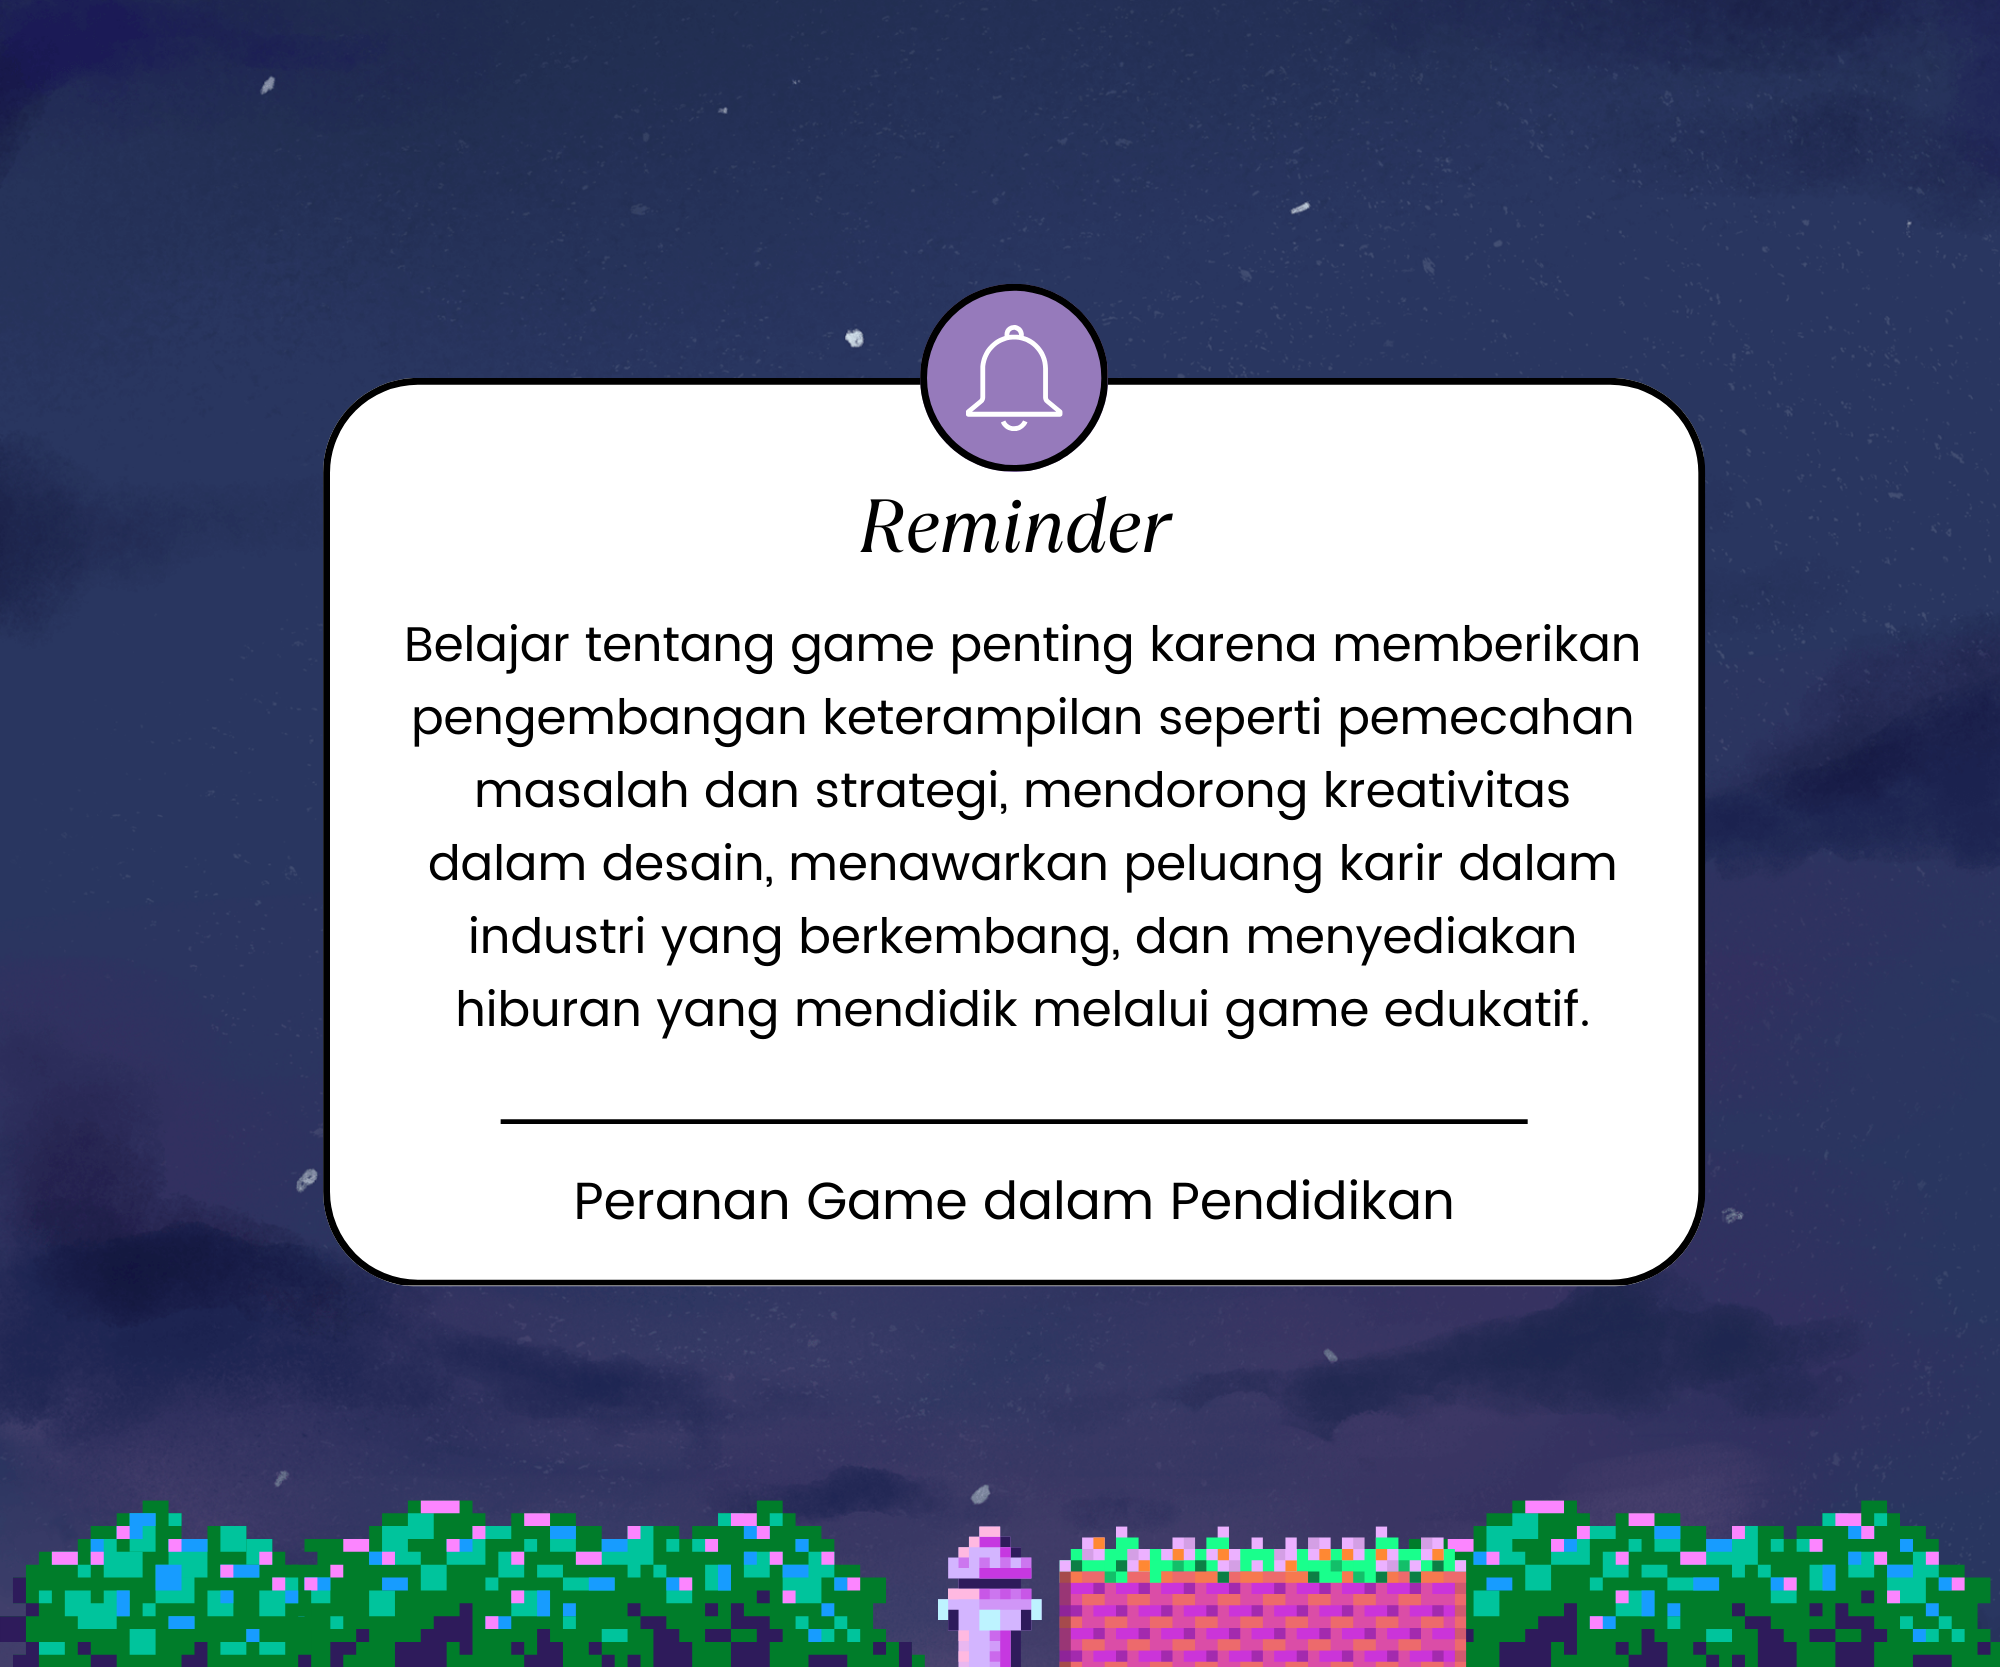 Reminder
Belajar tentang game penting karena memberikan
pengembangan keterampilan seperti pemecahan
masalah dan strategi, mendorong kreativitas
dalam desain, menawarkan peluang karir dalam
industri yang berkembang, dan menyediakan
hiburan yang mendidik melalui game edukatif.
Peranan Game dalam Pendidikan